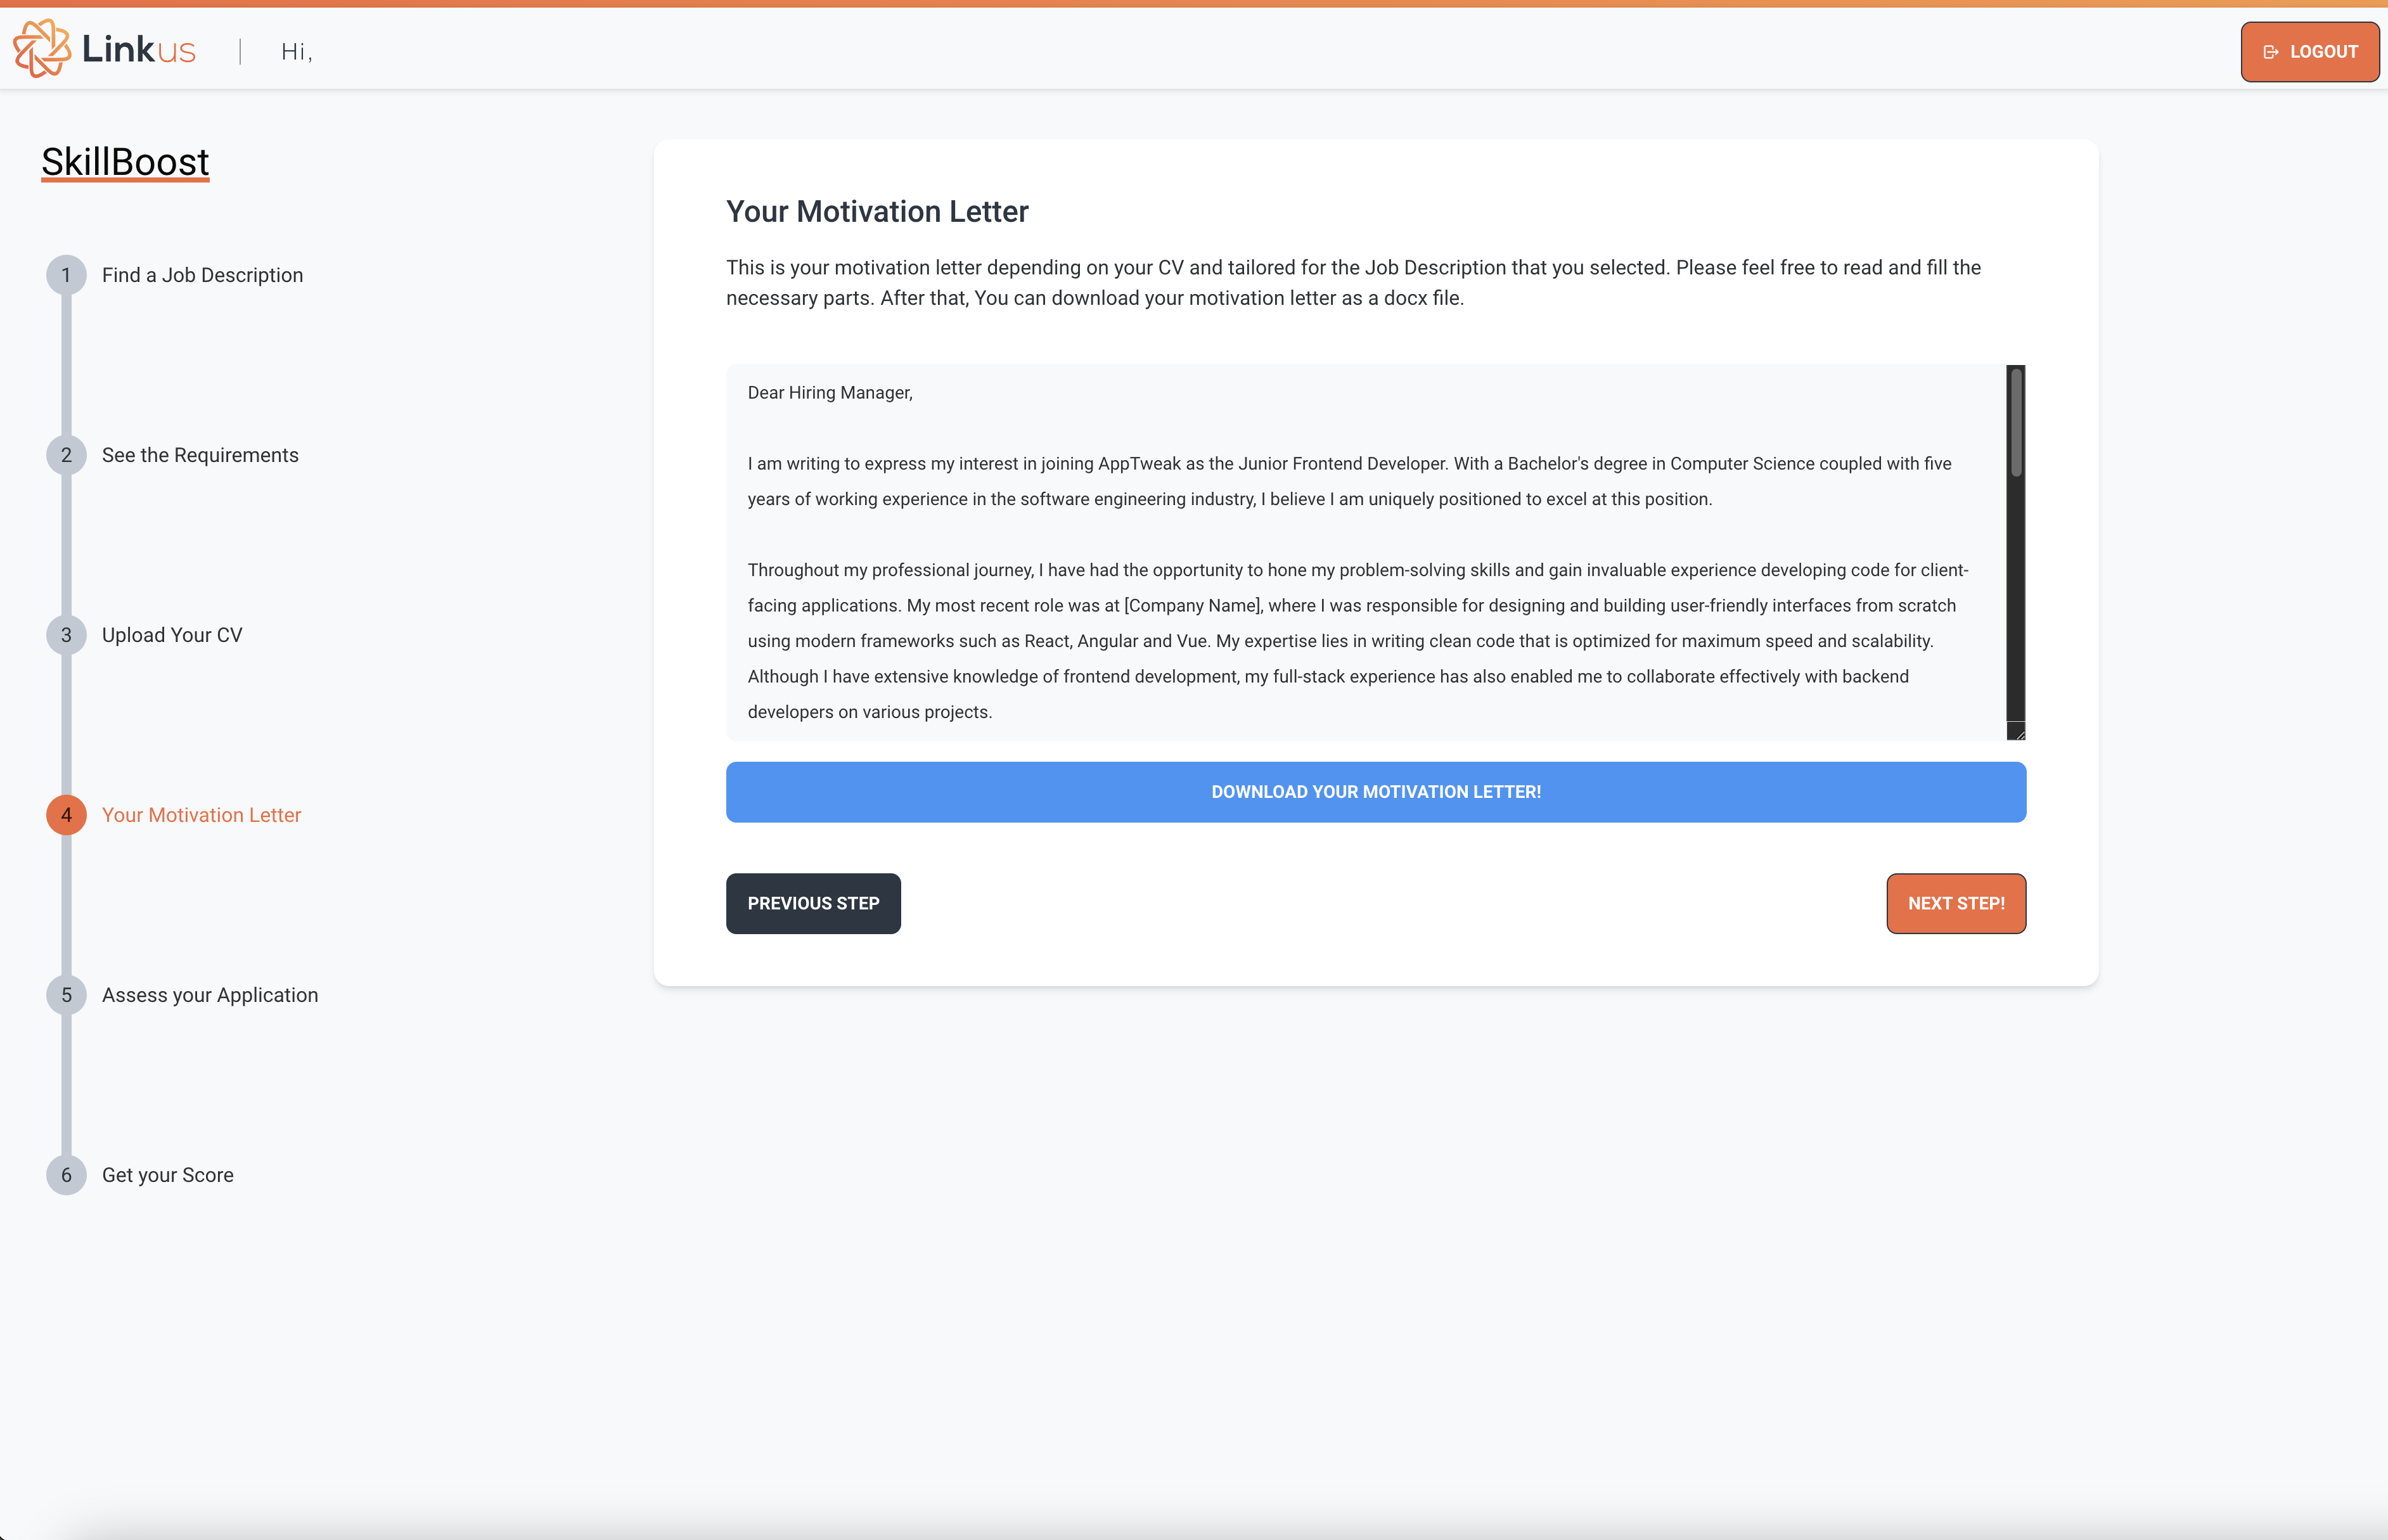 Linkus
Hi,
LOGOUT
SkillBoost
1 Find a Job Description
2 See the Requirements
3 Upload Your CV
4 Your Motivation Letter
5 Assess your Application
6 Get your Score
Your Motivation Letter
This is your motivation letter depending on your CV and tailored for the Job Description that you selected. Please feel free to read and fill the
necessary parts. After that, You can download your motivation letter as a docx file.
Dear Hiring Manager,
I am writing to express my interest in joining AppTweak as the Junior Frontend Developer. With a Bachelor's degree in Computer Science coupled with five
years of working experience in the software engineering industry, I believe I am uniquely positioned to excel at this position.
Throughout my professional journey, I have had the opportunity to hone my problem-solving skills and gain invaluable experience developing code for client-
facing applications. My most recent role was at [Company Name], where I was responsible for designing and building user-friendly interfaces from scratch
using modern frameworks such as React, Angular and Vue. My expertise lies in writing clean code that is optimized for maximum speed and scalability.
Although I have extensive knowledge of frontend development, my full-stack experience has also enabled me to collaborate effectively with backend
developers on various projects.
DOWNLOAD YOUR MOTIVATION LETTER!
PREVIOUS STEP
NEXT STEP!